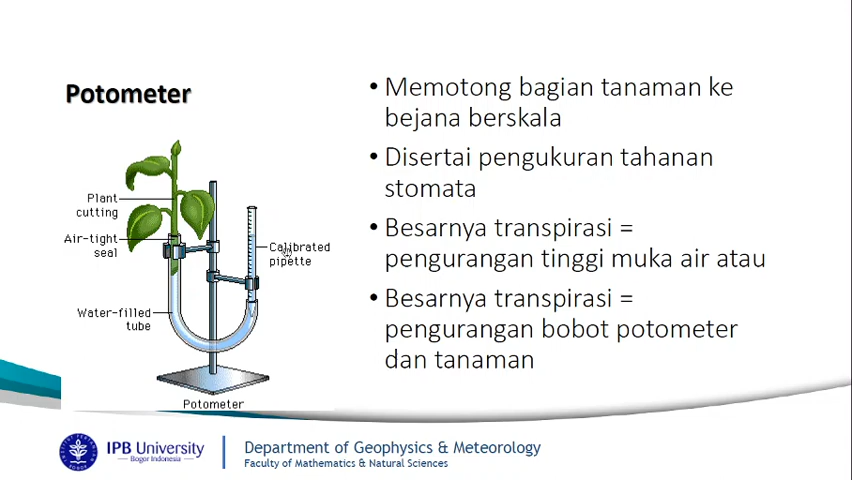 Potometer
• Memotong bagian tanaman ke
bejana berskala
• Disertai pengukuran tahanan
stomata
• Besarnya transpirasi =
pengurangan tinggi muka air atau
• Besarnya transpirasi =
pengurangan bobot potometer
dan tanaman
Plant
cutting
Air-tight
seal
Water-filled
tube
Calibrated
pipette
Potometer
IPB University
Bogor Indonesia
Department of Geophysics & Meteorology
Faculty of Mathematics & Natural Sciences